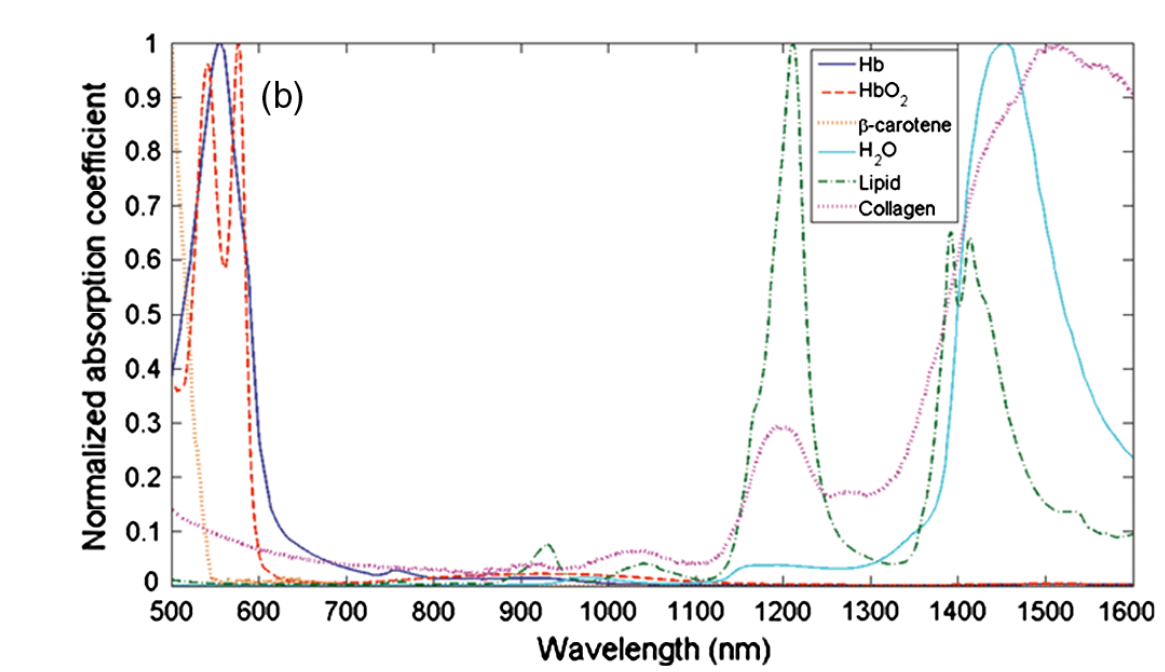 (b)
Normalized absorption coefficient
1
0.9
0.8
0.7
0.6
0.5
0.4
0.3
0.2
0.1
0
Hb
HbO₂
β-carotene
H₂O
Lipid
Collagen
500 600 700 800 900 1000 1100 1200 1300 1400 1500 1600
Wavelength (nm)